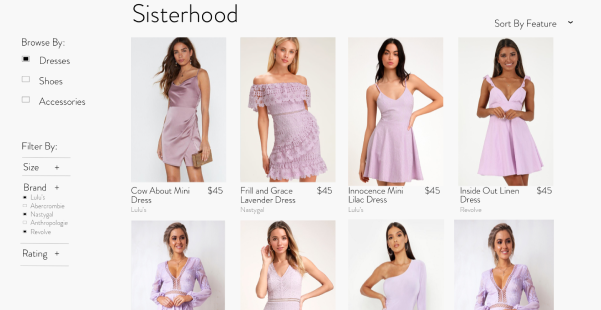 Sisterhood
Sort By Feature
Browse By:
Dresses
Shoes
Accessories
Filter By:
Size +
Brand +
Lulu's
Abercrombie
Nastygal
Anthropologie
Revolve
Rating +
Cow About Mini
Dress
$45
Lulu's
Frill and Grace
Lavender Dress
$45
Nastygal
Innocence Mini
Lilac Dress
$45
Lulu's
Inside Out Linen
Dress
$45
Revolve